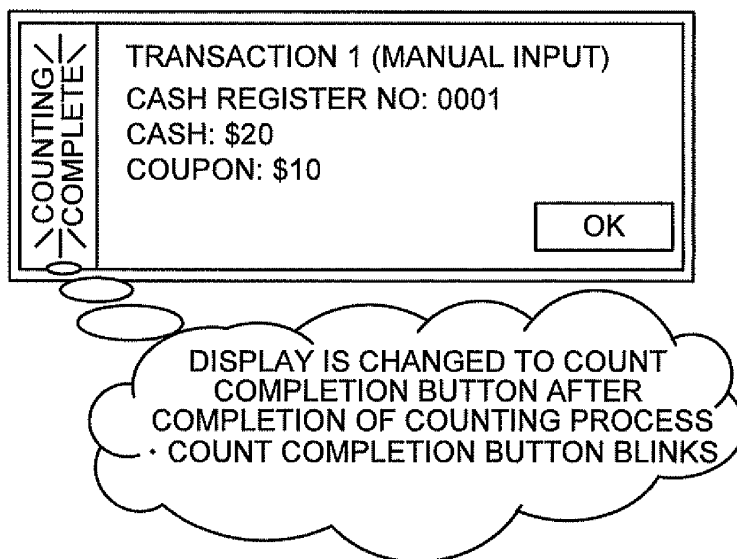 COUNTING
COMPLETE
TRANSACTION 1 (MANUAL INPUT)
CASH REGISTER NO: 0001
CASH: $20
COUPON: $10
OK
DISPLAY IS CHANGED TO COUNT
COMPLETION BUTTON AFTER
COMPLETION OF COUNTING PROCESS
· COUNT COMPLETION BUTTON BLINKS